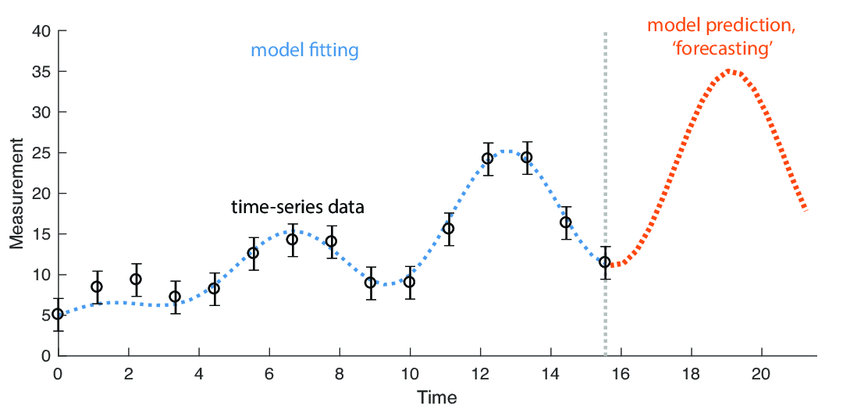 model prediction,
'forecasting'
model fitting
time-series data
Measurement
40
35
30
25
20
15
10
5
0
0 2 4 6 8 10 12 14 16 18 20
Time